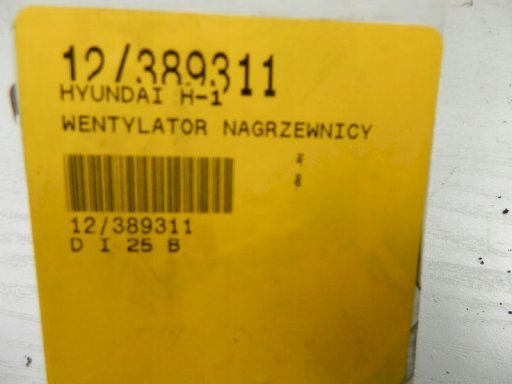 12/389311
HYUNDAI H-1
WENTYLATOR NAGRZEWNICY
12/389311
D I 25 B